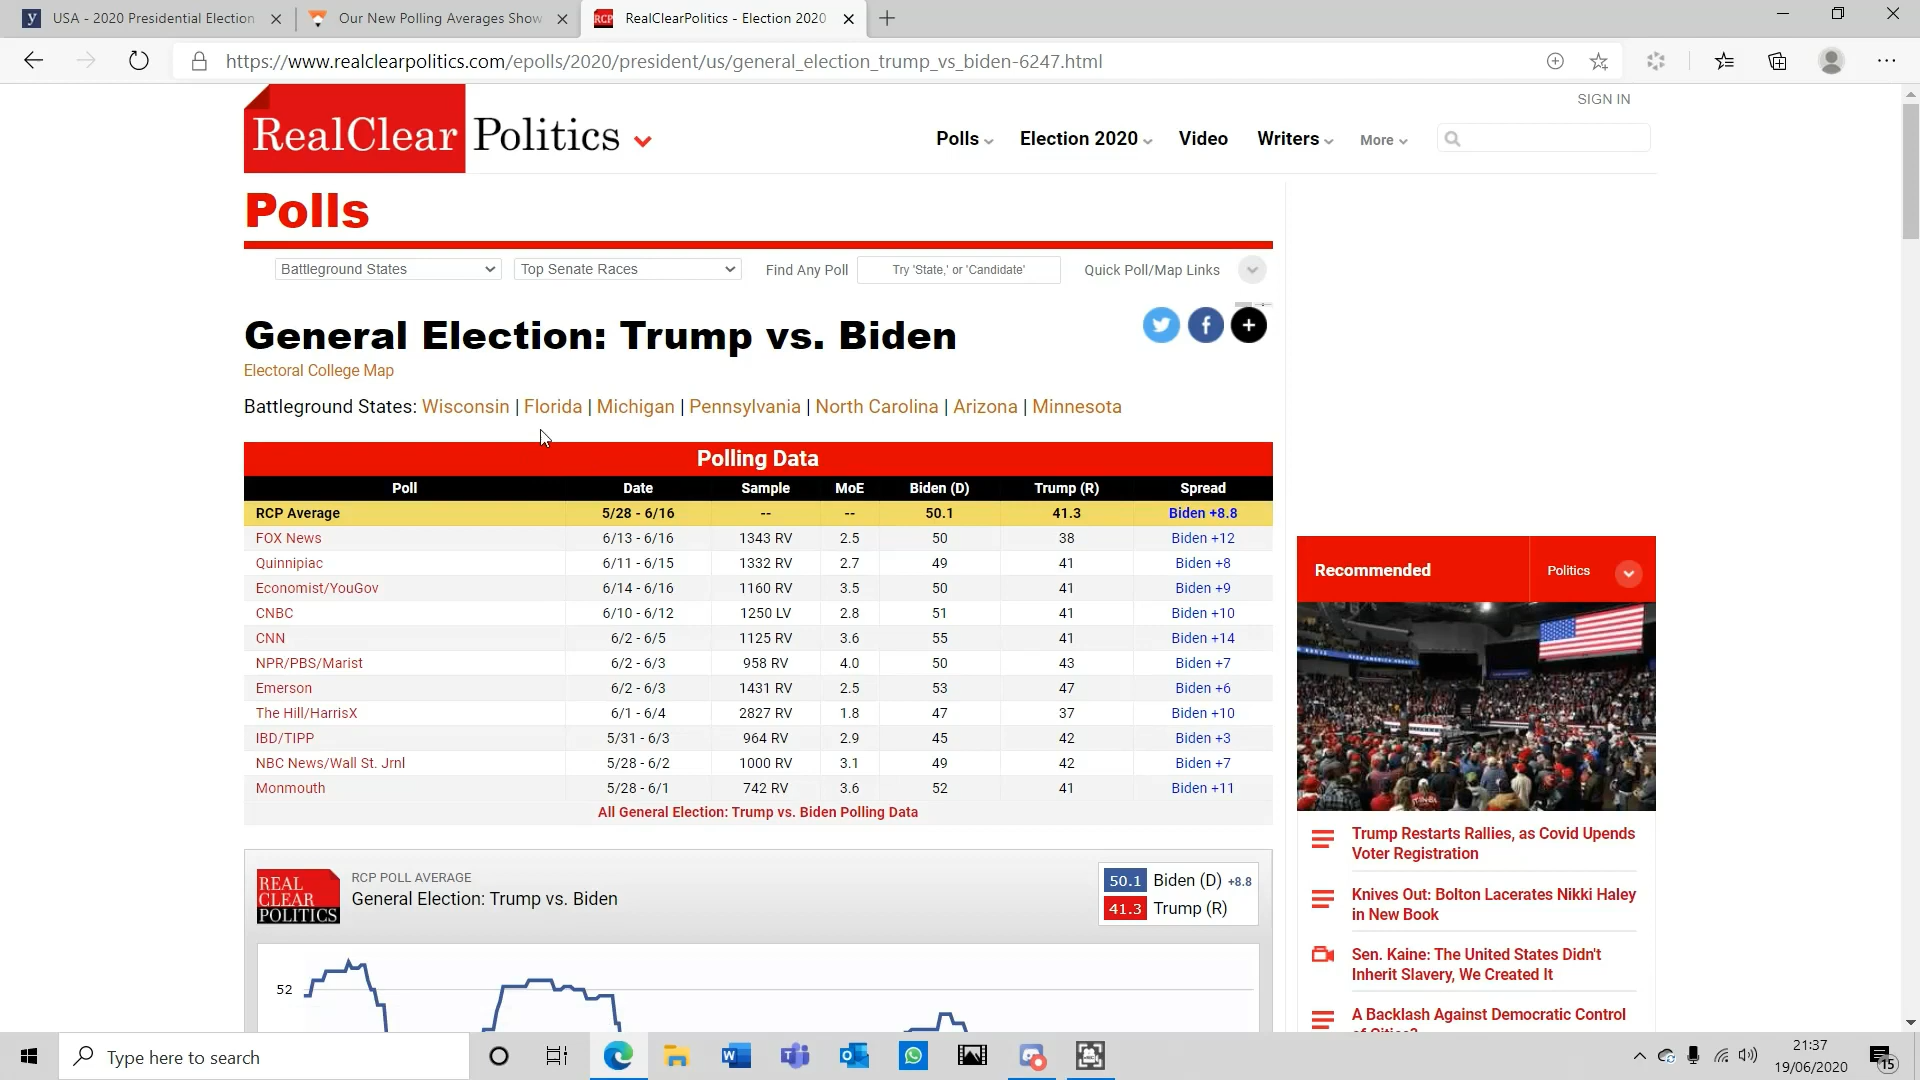 USA - 2020 Presidential Election
Our New Polling Averages Show
RCP
RealClearPolitics - Election 2020
https://www.realclearpolitics.com/epolls/2020/president/us/general_election_trump_vs_biden-6247.html
SIGN IN
RealClear Politics
Polls
Election 2020
Video
Writers
More
Polls
Battleground States
Top Senate Races
Find Any Poll
Try 'State,' or 'Candidate'
Quick Poll/Map Links
General Election: Trump vs. Biden
Electoral College Map
Battleground States: Wisconsin | Florida | Michigan | Pennsylvania | North Carolina | Arizona | Minnesota
Polling Data
Poll Date Sample MoE Biden (D) Trump (R) Spread
RCP Average 5/28 - 6/16 -- -- 50.1 41.3 Biden +8.8
FOX News 6/13 - 6/16 1343 RV 2.5 50 38 Biden +12
Quinnipiac 6/11 - 6/15 1332 RV 2.7 49 41 Biden +8
Economist/YouGov 6/14 - 6/16 1160 RV 3.5 50 41 Biden +9
CNBC 6/10 - 6/12 1250 LV 2.8 51 41 Biden +10
CNN 6/2 - 6/5 1125 RV 3.6 55 41 Biden +14
NPR/PBS/Marist 6/2 - 6/3 958 RV 4.0 50 43 Biden +7
Emerson 6/2 - 6/3 1431 RV 2.5 53 47 Biden +6
The Hill/HarrisX 6/1 - 6/4 2827 RV 1.8 47 37 Biden +10
IBD/TIPP 5/31 - 6/3 964 RV 2.9 45 42 Biden +3
NBC News/Wall St. Jrnl 5/28 - 6/2 1000 RV 3.1 49 42 Biden +7
Monmouth 5/28 - 6/1 742 RV 3.6 52 41 Biden +11
All General Election: Trump vs. Biden Polling Data
REAL CLEAR POLITICS
RCP POLL AVERAGE
General Election: Trump vs. Biden
50.1 Biden (D) +8.8
41.3 Trump (R)
52
Recommended
Politics
Trump Restarts Rallies, as Covid Upends
Voter Registration
Knives Out: Bolton Lacerates Nikki Haley
in New Book
Sen. Kaine: The United States Didn't
Inherit Slavery, We Created It
A Backlash Against Democratic Control
Type here to search
21:37
19/06/2020
15